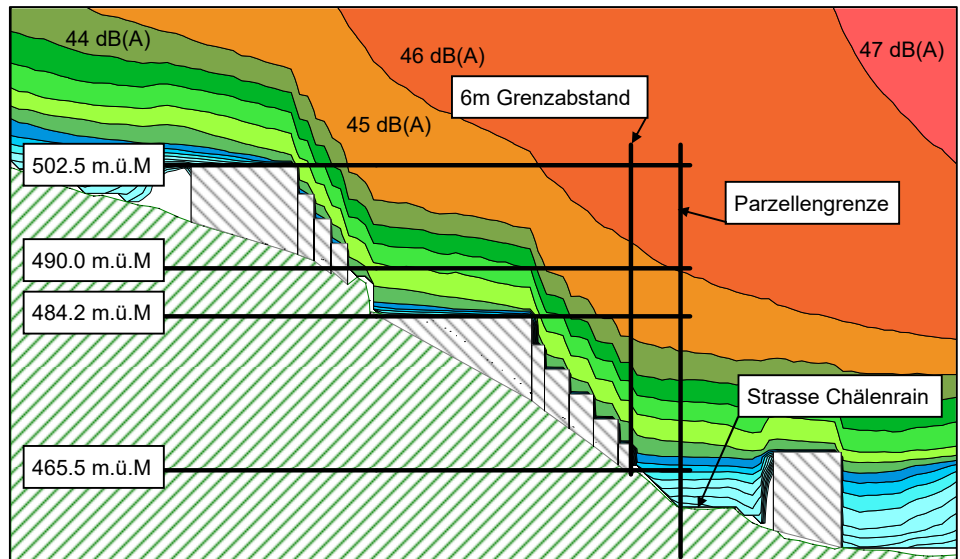 44 dB(A)
46 dB(A)
47 dB(A)
6m Grenzabstand
45 dB(A)
502.5 m.ü.M
Parzellengrenze
490.0 m.ü.M
484.2 m.ü.M
Strasse Chälenrain
465.5 m.ü.M